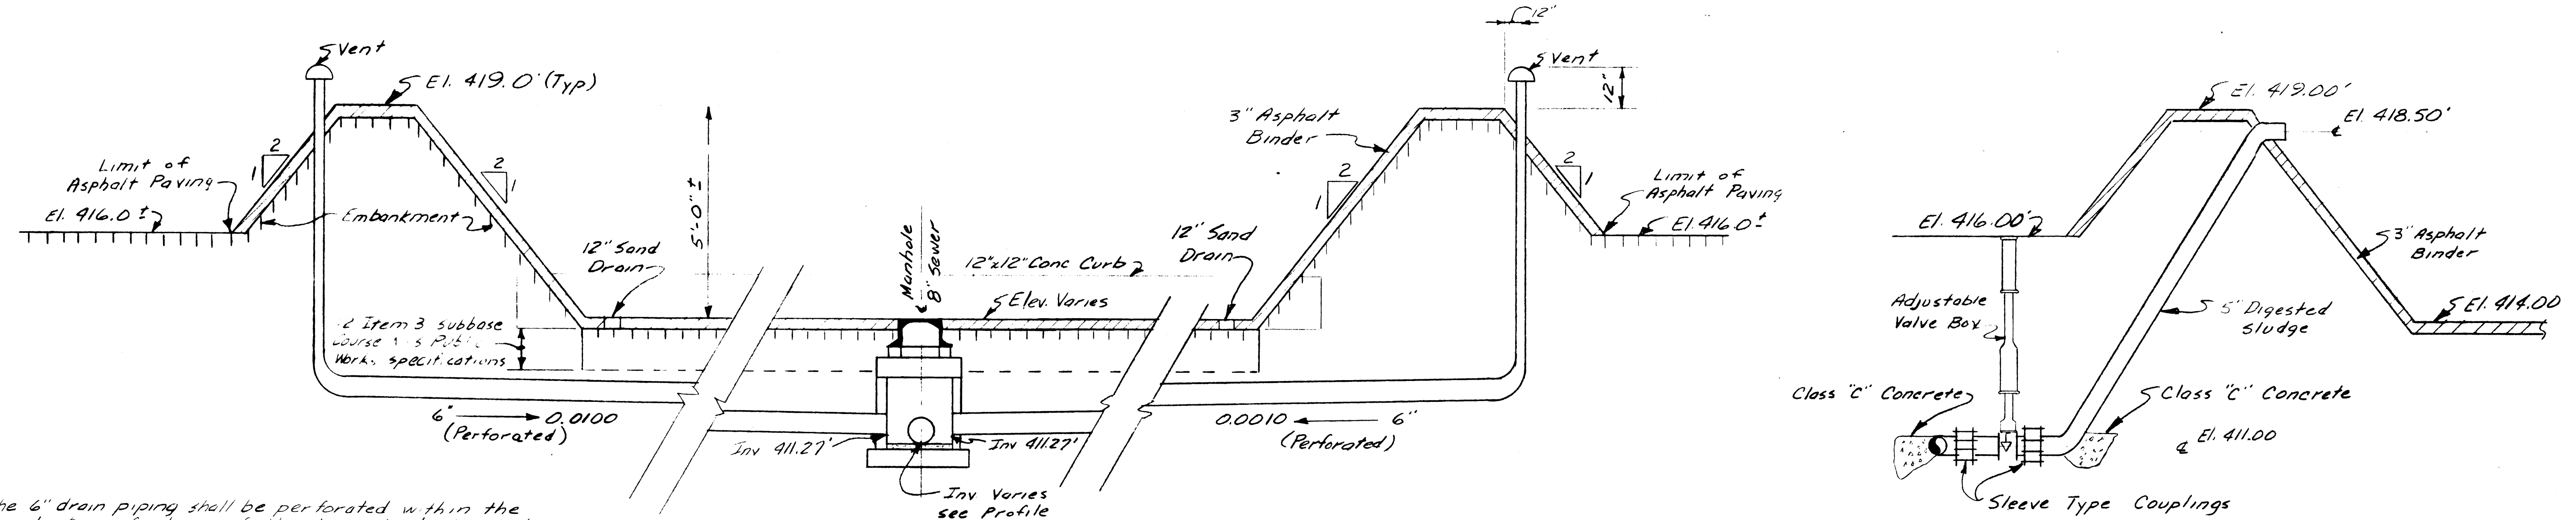 12"
Vent
El. 419.0' (Typ)
Vent
12'
El. 419.00'
℄ El. 418.50'
3" Asphalt
Binder
2
1
2
1
2
1
2
1
Limit of
Asphalt Paving
El. 416.0 ±
Embankment
5'-0" ±
Limit of
Asphalt Paving
El. 416.0 ±
El. 416.00'
3" Asphalt
Binder
12" Sand
Drain
Manhole
8" sewer
12" Sand
Drain
12"x12" Conc Curb
Elev. Varies
Adjustable
Valve Box
5" Digested
sludge
El. 414.00
2 Item 3 subbase
Course
Works specifications
Class "C" Concrete
Class "C" Concrete
6" 0.0100
(Perforated)
0.0010 6"
(Perforated)
Inv 411.27'
Inv 411.27'
℄ El. 411.00
Inv Varies
see Profile
Sleeve Type Couplings
he 6" drain piping shall be perforated within the